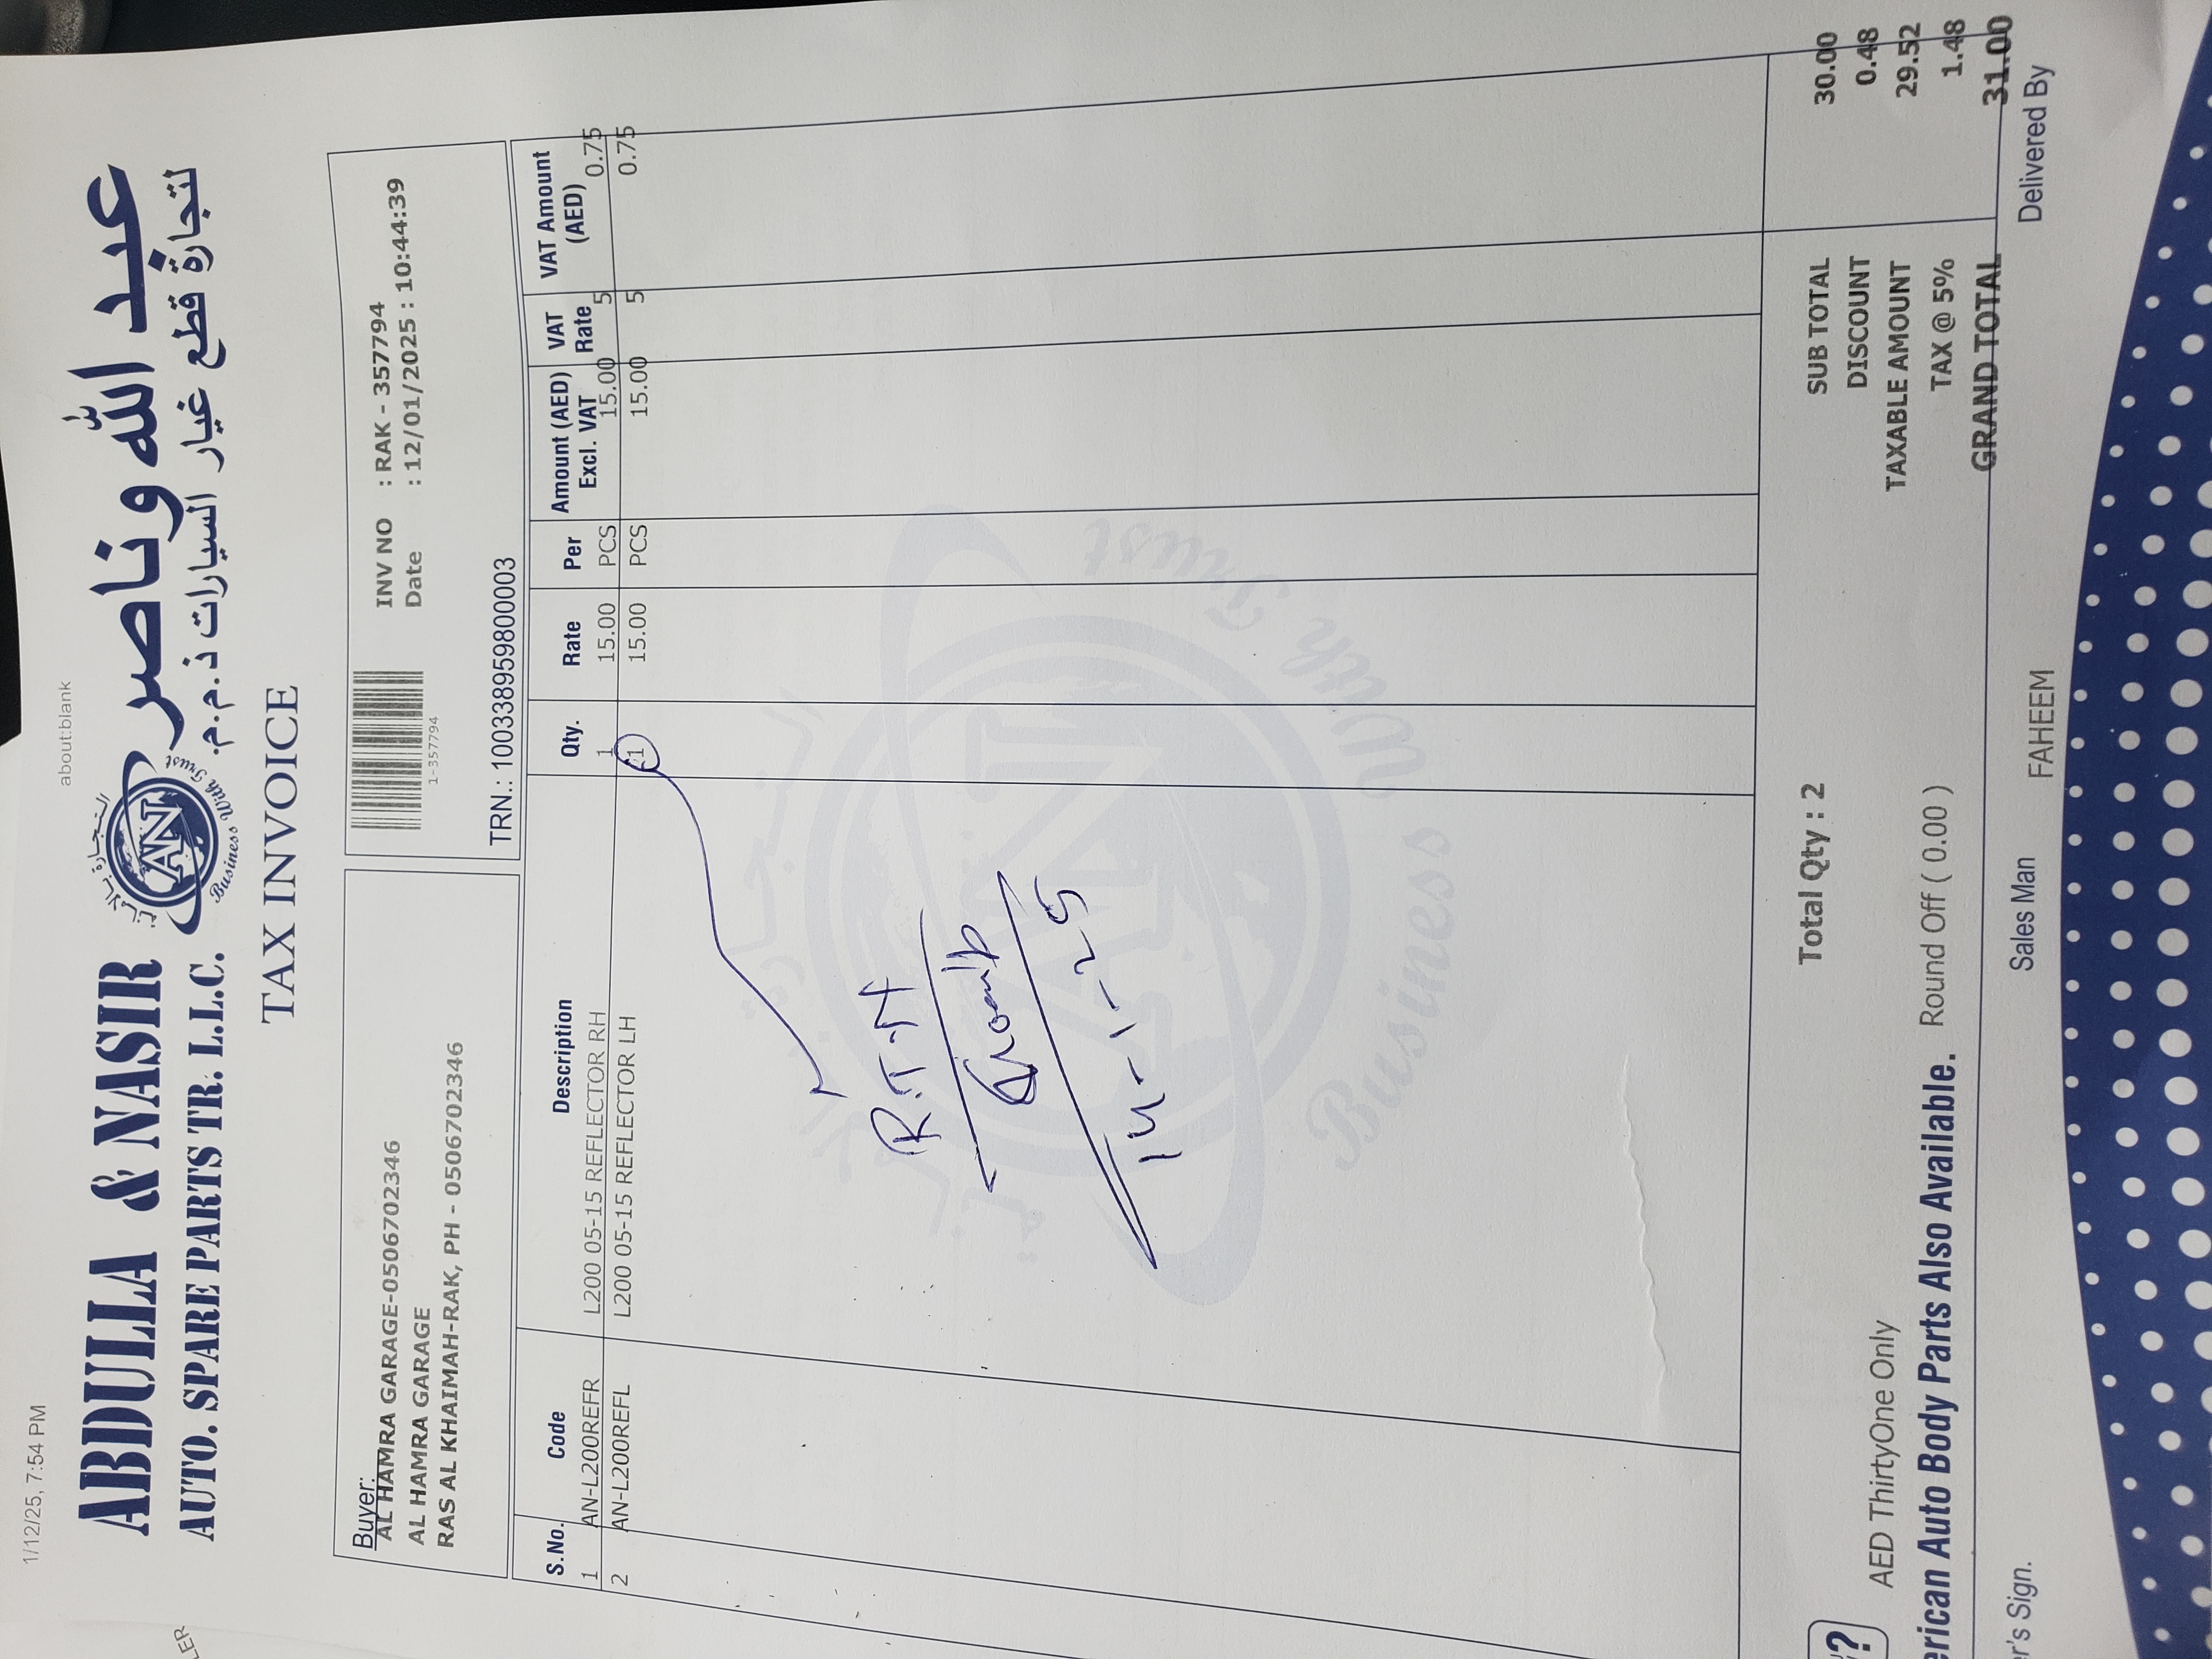 1/12/25, 7:54 PM
about:blank
ABDULLA & NASIR
AUTO. SPARE PARTS TR. L.L.C.
AN
Business With Trust
عبد الله و ناصر
لتجارة قطع غيار السيارات ذ.م.م.
TAX INVOICE
Buyer:
AL HAMRA GARAGE-0506702346
AL HAMRA GARAGE
RAS AL KHAIMAH-RAK, PH - 0506702346
1-357794
INV NO : RAK - 357794
Date : 12/01/2025 : 10:44:39
TRN.: 100338959800003
S.No. Code Description Qty. Rate Per Amount (AED) Excl. VAT VAT Rate VAT Amount (AED)
1 AN-L200REFR L200 05-15 REFLECTOR RH 1 15.00 PCS 15.00 5 0.75
2 AN-L200REFL L200 05-15 REFLECTOR LH 1 15.00 PCS 15.00 5 0.75
R.T.N
14-1-25
Business With Trust
Total Qty : 2
SUB TOTAL 30.00
DISCOUNT 0.48
AED ThirtyOne Only
TAXABLE AMOUNT 29.52
erican Auto Body Parts Also Available. Round Off ( 0.00 )
TAX @ 5% 1.48
GRAND TOTAL 31.00
r's Sign. Sales Man FAHEEM Delivered By